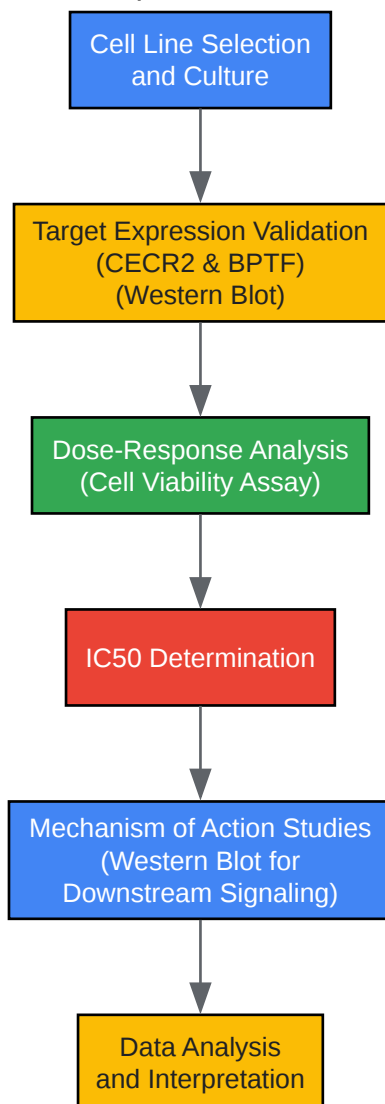 Cell Line Selection
and Culture
Target Expression Validation
(CECR2 & BPTF)
(Western Blot)
Dose-Response Analysis
(Cell Viability Assay)
IC50 Determination
Mechanism of Action Studies
(Western Blot for
Downstream Signaling)
Data Analysis
and Interpretation